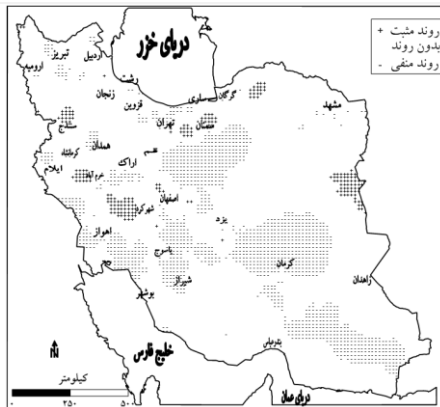 روند مثبت +
بدون روند
روند منفی -
دریای خزر
تبریز
اردبیل
ارومیه
رشت
زنجان
قزوین
ساری
گرگان
مشهد
تهران
سمنان
سنندج
همدان
قم
کرمانشاه
اراک
ایلام
خرم آباد
اصفهان
شهرکرد
یزد
اهواز
یاسوج
کرمان
زاهدان
شیراز
بوشهر
بندرعباس
خلیج فارس
دریای عمان
N
کیلومتر
۰ ۲۵۰ ۵۰۰